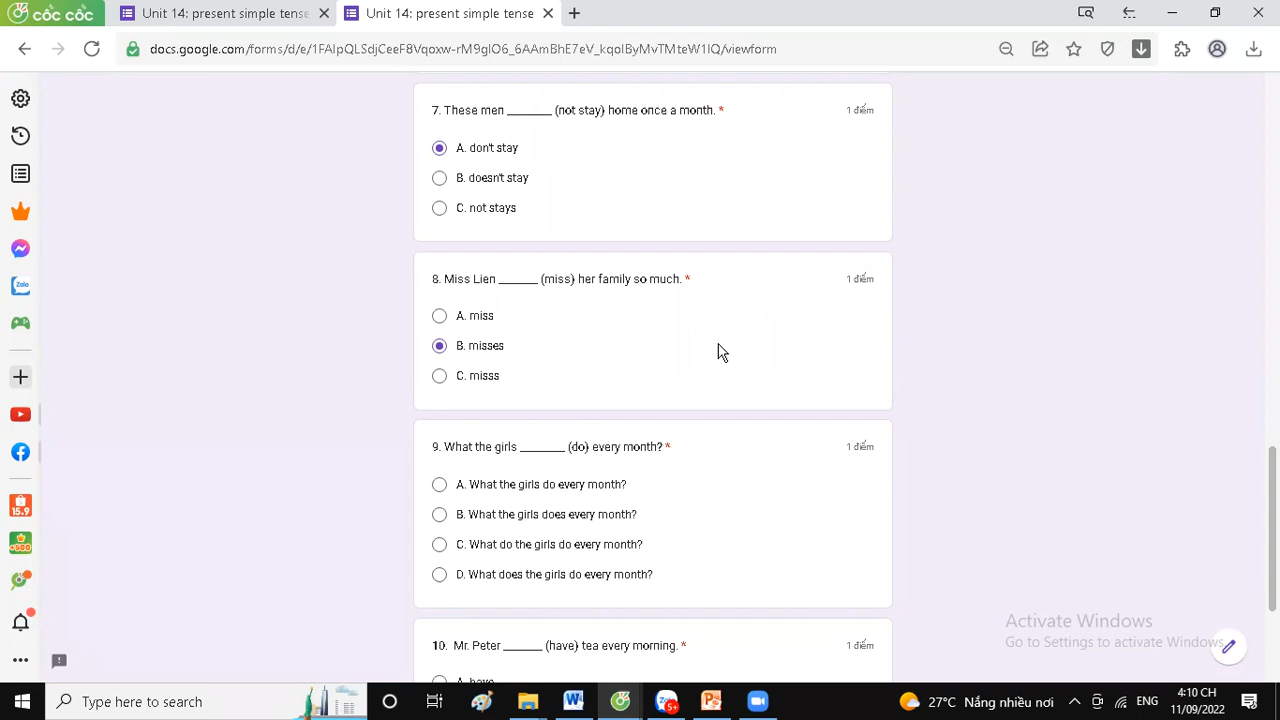 cốc cốc
Unit 14: present simple tense
Unit 14: present simple tense
docs.google.com/forms/d/e/1FAIpQLSdjCeeF8Vqoxw-rM9glO6_6AAmBhE7eV_kqalByMvTMteW1IQ/viewform
7. These men _______ (not stay) home once a month. *
1 điểm
A. don't stay
B. doesn't stay
C. not stays
8. Miss Lien ______ (miss) her family so much. *
1 điểm
A. miss
B. misses
C. misss
9. What the girls _______ (do) every month? *
1 điểm
A. What the girls do every month?
B. What the girls does every month?
C. What do the girls do every month?
D. What does the girls do every month?
10. Mr. Peter ______ (have) tea every morning. *
1 điểm
A. have
Zalo
15.9
Activate Windows
Go to Settings to activate Windows.
Type here to search
5+
27°C Nắng nhiều nơi
ENG
4:10 CH
11/09/2022